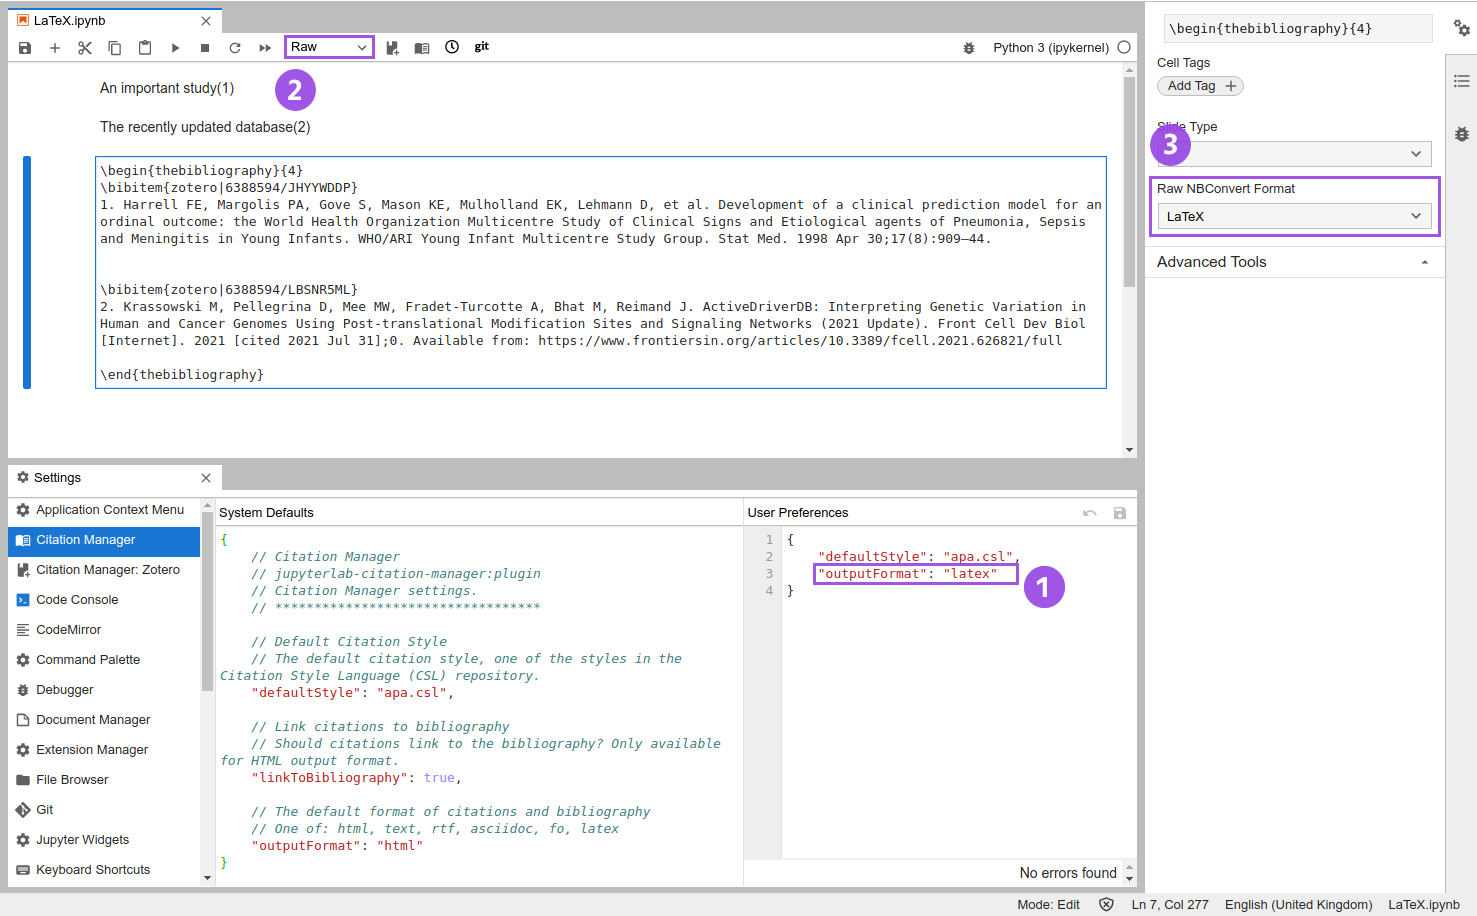 LaTeX.ipynb
Raw
git
Python 3 (ipykernel)
An important study(1)
2
The recently updated database(2)
\begin{thebibliography}{4}
\bibitem{zotero|6388594/JHYYWDDP}
1. Harrell FE, Margolis PA, Gove S, Mason KE, Mulholland EK, Lehmann D, et al. Development of a clinical prediction model for an
ordinal outcome: the World Health Organization Multicentre Study of Clinical Signs and Etiological agents of Pneumonia, Sepsis
and Meningitis in Young Infants. WHO/ARI Young Infant Multicentre Study Group. Stat Med. 1998 Apr 30;17(8):909–44.
\bibitem{zotero|6388594/LBSNR5ML}
2. Krassowski M, Pellegrina D, Mee MW, Fradet-Turcotte A, Bhat M, Reimand J. ActiveDriverDB: Interpreting Genetic Variation in
Human and Cancer Genomes Using Post-translational Modification Sites and Signaling Networks (2021 Update). Front Cell Dev Biol
[Internet]. 2021 [cited 2021 Jul 31];0. Available from: https://www.frontiersin.org/articles/10.3389/fcell.2021.626821/full
\end{thebibliography}
\begin{thebibliography}{4}
Cell Tags
Add Tag
Slide Type
3
Raw NBConvert Format
LaTeX
Advanced Tools
Settings
Application Context Menu
Citation Manager
Citation Manager: Zotero
Code Console
CodeMirror
Command Palette
Debugger
Document Manager
Extension Manager
File Browser
Git
Jupyter Widgets
Keyboard Shortcuts
System Defaults
{
// Citation Manager
// jupyterlab-citation-manager:plugin
// Citation Manager settings.
// **********************************
// Default Citation Style
// The default citation style, one of the styles in the
Citation Style Language (CSL) repository.
"defaultStyle": "apa.csl",
// Link citations to bibliography
// Should citations link to the bibliography? Only available
for HTML output format.
"linkToBibliography": true,
// The default format of citations and bibliography
// One of: html, text, rtf, asciidoc, fo, latex
"outputFormat": "html"
}
User Preferences
1 {
2 "defaultStyle": "apa.csl",
3 "outputFormat": "latex"
4 }
1
No errors found
Mode: Edit
Ln 7, Col 277
English (United Kingdom)
LaTeX.ipynb